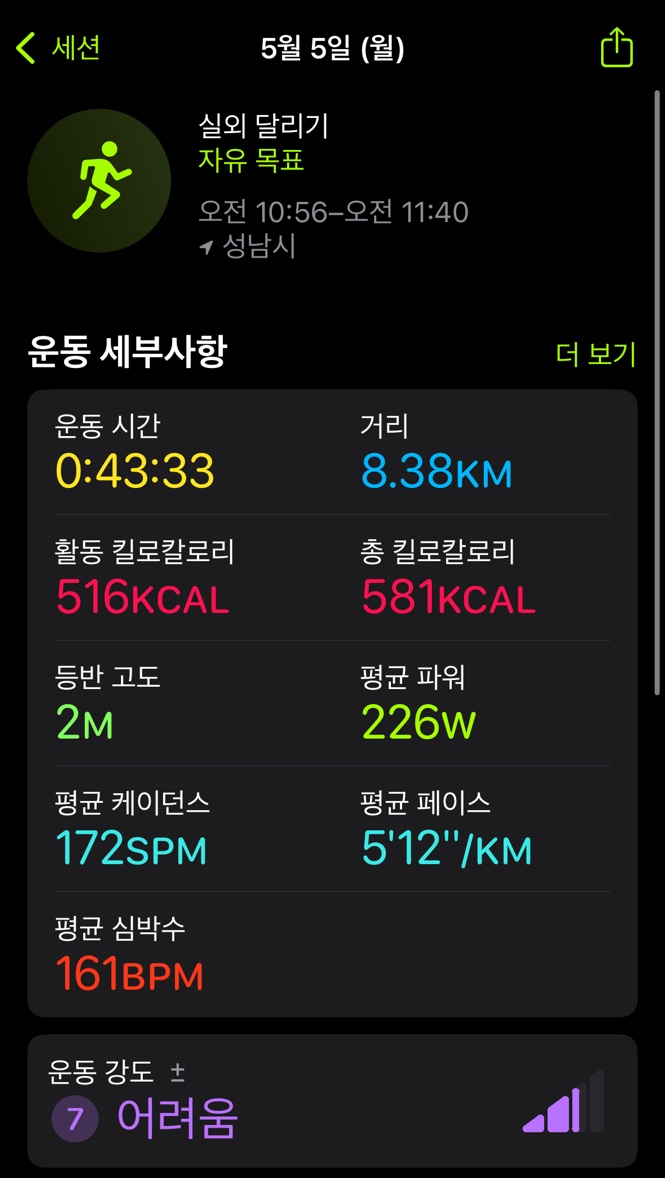 세션
5월 5일 (월)
실외 달리기
자유 목표
오전 10:56–오전 11:40
성남시
운동 세부사항
더 보기
운동 시간
거리
0:43:33
8.38KM
활동 킬로칼로리
총 킬로칼로리
516KCAL
581KCAL
등반 고도
평균 파워
2M
226W
평균 케이던스
평균 페이스
172SPM
5'12''/KM
평균 심박수
161BPM
운동 강도 ±
7 어려움